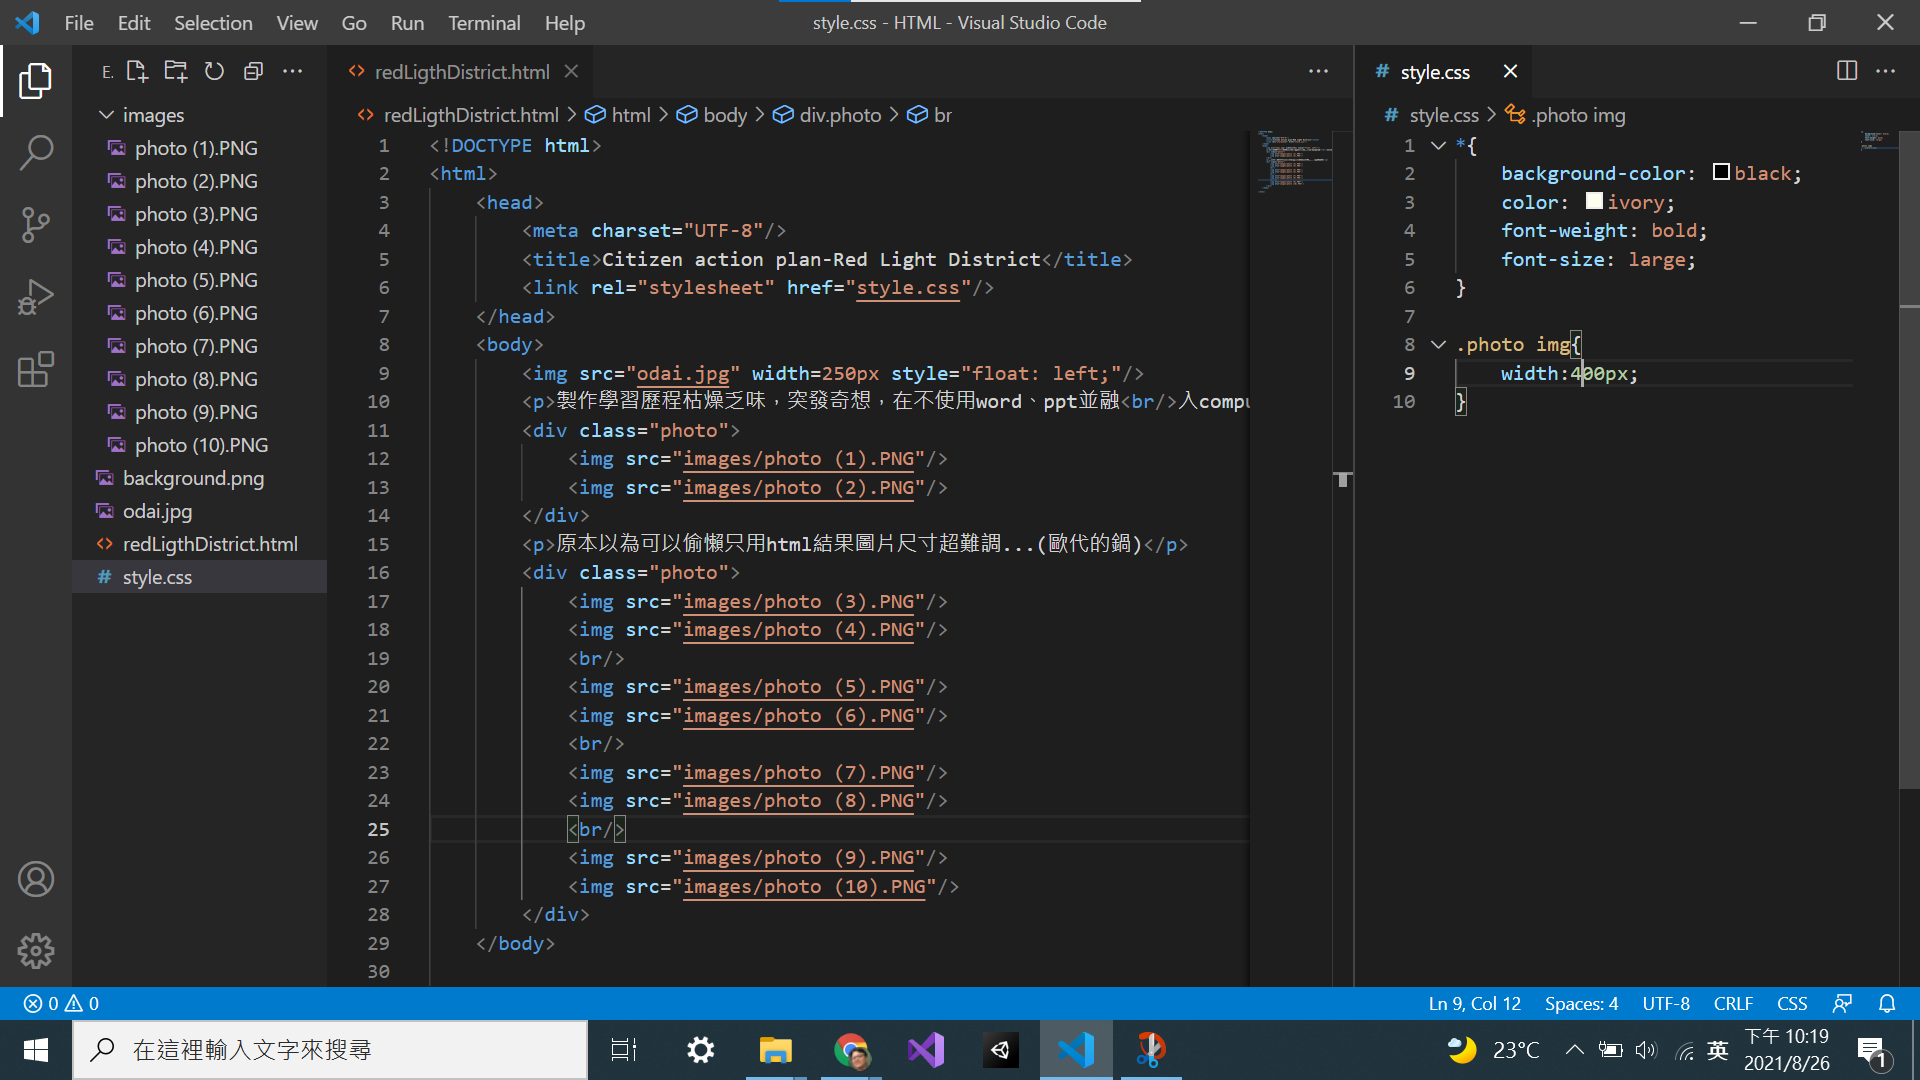 File Edit Selection View Go Run Terminal Help
style.css - HTML - Visual Studio Code
E.
images
photo (1).PNG
photo (2).PNG
photo (3).PNG
photo (4).PNG
photo (5).PNG
photo (6).PNG
photo (7).PNG
photo (8).PNG
photo (9).PNG
photo (10).PNG
background.png
odai.jpg
redLigthDistrict.html
style.css
redLigthDistrict.html
redLigthDistrict.html > html > body > div.photo > br
1 <!DOCTYPE html>
2 <html>
3 <head>
4 <meta charset="UTF-8"/>
5 <title>Citizen action plan-Red Light District</title>
6 <link rel="stylesheet" href="style.css"/>
7 </head>
8 <body>
9 <img src="odai.jpg" width=250px style="float: left;"/>
10 <p>製作學習歷程枯燥乏味，突發奇想，在不使用word、ppt並融<br/>入compu
11 <div class="photo">
12 <img src="images/photo (1).PNG"/>
13 <img src="images/photo (2).PNG"/>
14 </div>
15 <p>原本以為可以偷懶只用html結果圖片尺寸超難調...(歐代的鍋)</p>
16 <div class="photo">
17 <img src="images/photo (3).PNG"/>
18 <img src="images/photo (4).PNG"/>
19 <br/>
20 <img src="images/photo (5).PNG"/>
21 <img src="images/photo (6).PNG"/>
22 <br/>
23 <img src="images/photo (7).PNG"/>
24 <img src="images/photo (8).PNG"/>
25 <br/>
26 <img src="images/photo (9).PNG"/>
27 <img src="images/photo (10).PNG"/>
28 </div>
29 </body>
30
# style.css
# style.css > .photo img
1 *{
2 background-color: black;
3 color: ivory;
4 font-weight: bold;
5 font-size: large;
6 }
7
8 .photo img{
9 width:400px;
10 }
0 0
Ln 9, Col 12 Spaces: 4 UTF-8 CRLF CSS
在這裡輸入文字來搜尋
23°C 英
下午 10:19
2021/8/26
1